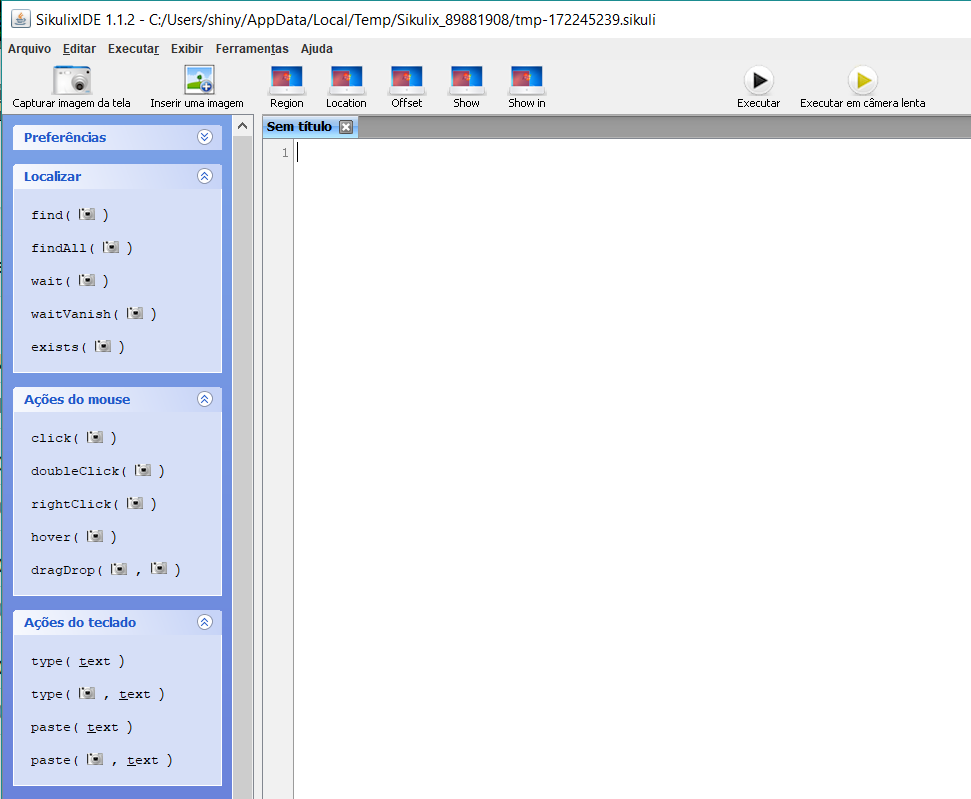 SikulixIDE 1.1.2 - C:/Users/shiny/AppData/Local/Temp/Sikulix_89881908/tmp-172245239.sikuli
Arquivo Editar Executar Exibir Ferramentas Ajuda
Capturar imagem da tela Inserir uma imagem Region Location Offset Show Show in Executar Executar em câmera lenta
Preferências
Sem título
1
Localizar
find( )
findAll( )
wait( )
waitVanish( )
exists( )
Ações do mouse
click( )
doubleClick( )
rightClick( )
hover( )
dragDrop( , )
Ações do teclado
type( text )
type( , text )
paste( text )
paste( , text )